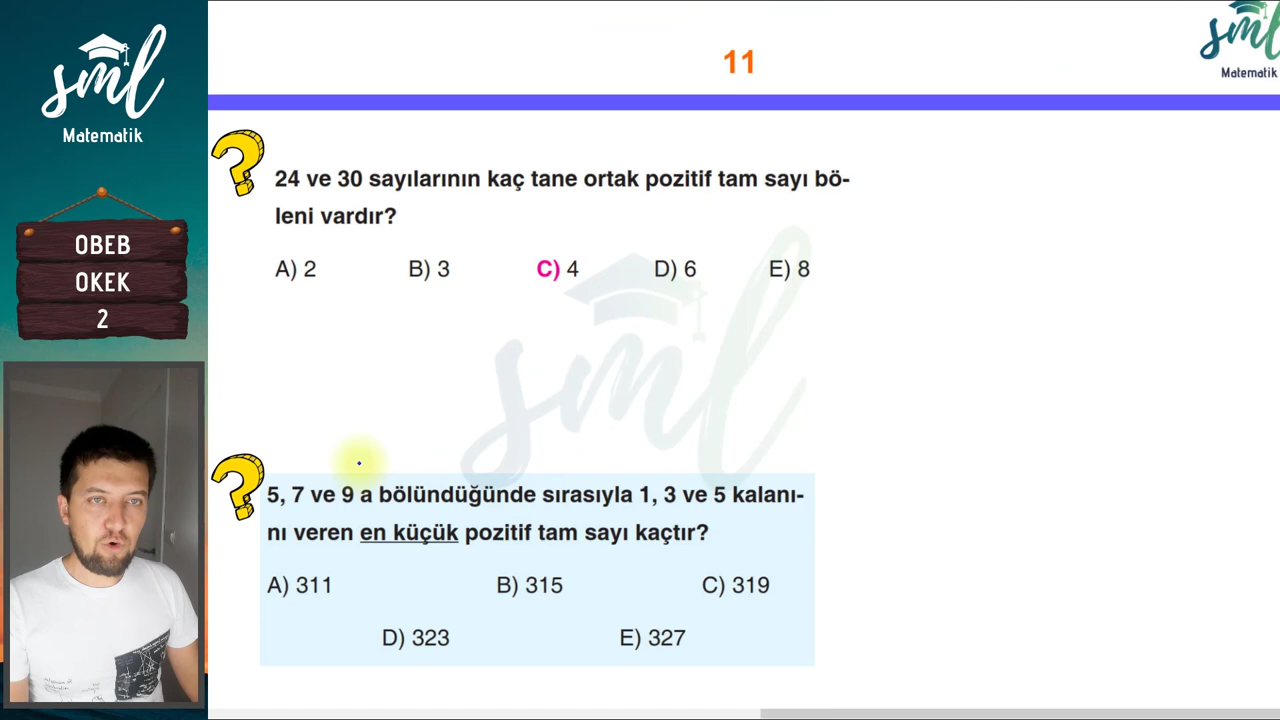 sml
Matematik
OBEB
OKEK
2
11
sml
Matematik
24 ve 30 sayılarının kaç tane ortak pozitif tam sayı bö-
leni vardır?
A) 2 B) 3 C) 4 D) 6 E) 8
sml
5, 7 ve 9 a bölündüğünde sırasıyla 1, 3 ve 5 kalanı-
nı veren en küçük pozitif tam sayı kaçtır?
A) 311 B) 315 C) 319
D) 323 E) 327